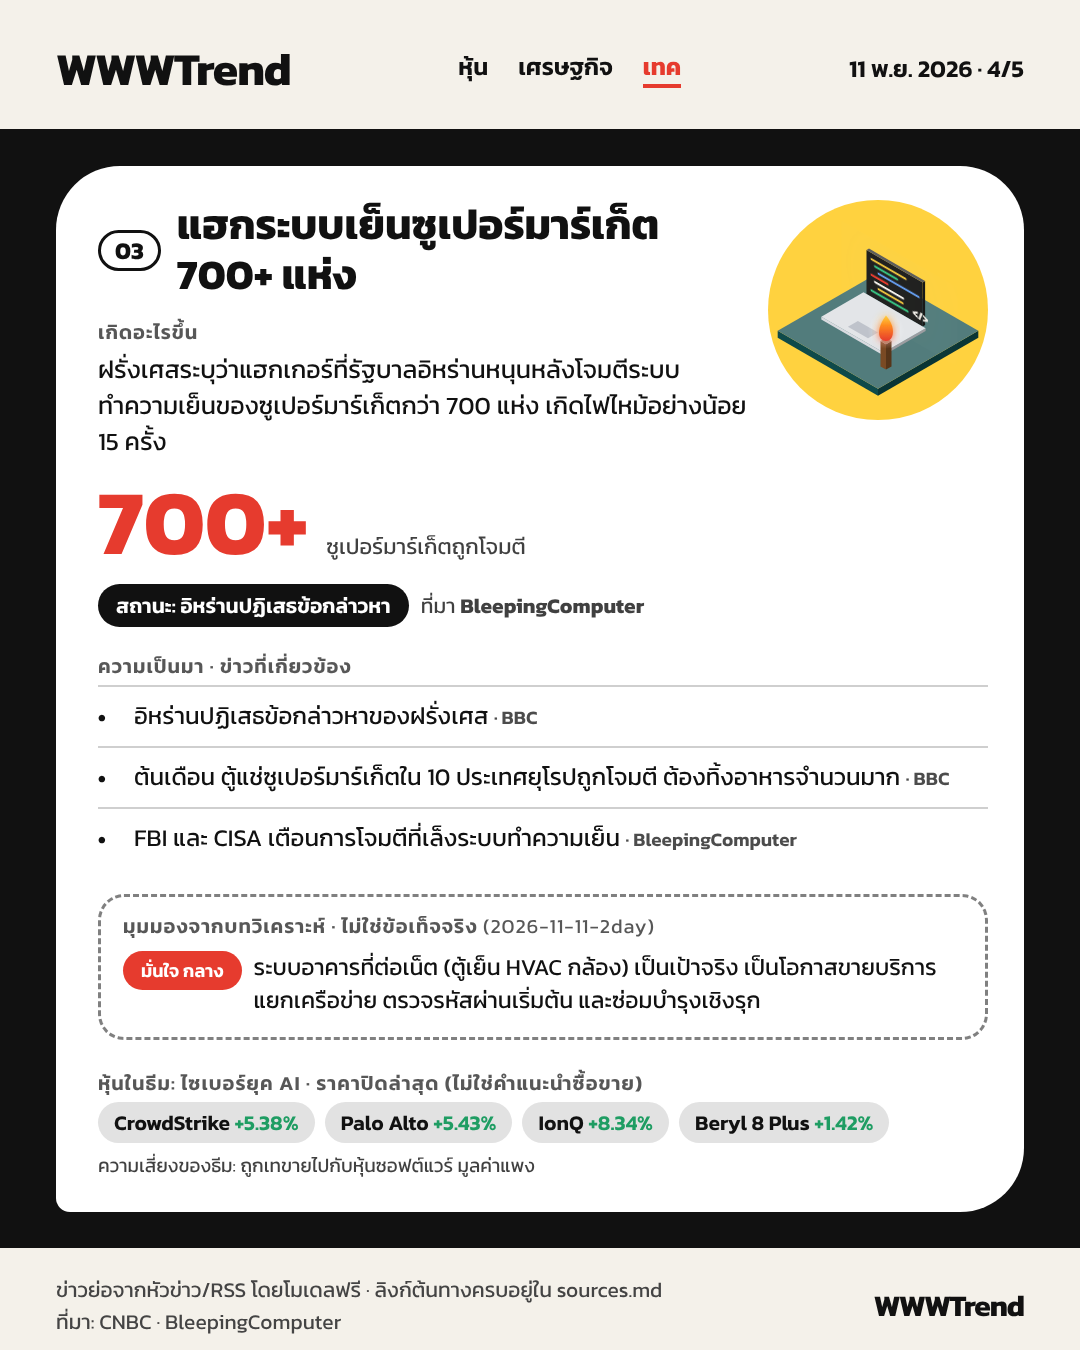 WWWTrend
หุ้น เศรษฐกิจ เทค
11 พ.ย. 2026 · 4/5
03
แฮกระบบเย็นซูเปอร์มาร์เก็ต
700+ แห่ง
</>
เกิดอะไรขึ้น
ฝรั่งเศสระบุว่าแฮกเกอร์ที่รัฐบาลอิหร่านหนุนหลังโจมตีระบบ
ทำความเย็นของซูเปอร์มาร์เก็ตกว่า 700 แห่ง เกิดไฟไหม้อย่างน้อย
15 ครั้ง
700+ ซูเปอร์มาร์เก็ตถูกโจมตี
สถานะ: อิหร่านปฏิเสธข้อกล่าวหา ที่มา BleepingComputer
ความเป็นมา · ข่าวที่เกี่ยวข้อง
• อิหร่านปฏิเสธข้อกล่าวหาของฝรั่งเศส · BBC
• ต้นเดือน ตู้แช่ซูเปอร์มาร์เก็ตใน 10 ประเทศยุโรปถูกโจมตี ต้องทิ้งอาหารจำนวนมาก · BBC
• FBI และ CISA เตือนการโจมตีที่เล็งระบบทำความเย็น · BleepingComputer
มุมมองจากบทวิเคราะห์ · ไม่ใช่ข้อเท็จจริง (2026-11-11-2day)
มั่นใจ กลาง ระบบอาคารที่ต่อเน็ต (ตู้เย็น HVAC กล้อง) เป็นเป้าจริง เป็นโอกาสขายบริการ
แยกเครือข่าย ตรวจรหัสผ่านเริ่มต้น และซ่อมบำรุงเชิงรุก
หุ้นในธีม: ไซเบอร์ยุค AI · ราคาปิดล่าสุด (ไม่ใช่คำแนะนำซื้อขาย)
CrowdStrike +5.38% Palo Alto +5.43% IonQ +8.34% Beryl 8 Plus +1.42%
ความเสี่ยงของธีม: ถูกเทขายไปกับหุ้นซอฟต์แวร์ มูลค่าแพง
ข่าวย่อจากหัวข่าว/RSS โดยโมเดลฟรี · ลิงก์ต้นทางครบอยู่ใน sources.md
ที่มา: CNBC · BleepingComputer
WWWTrend